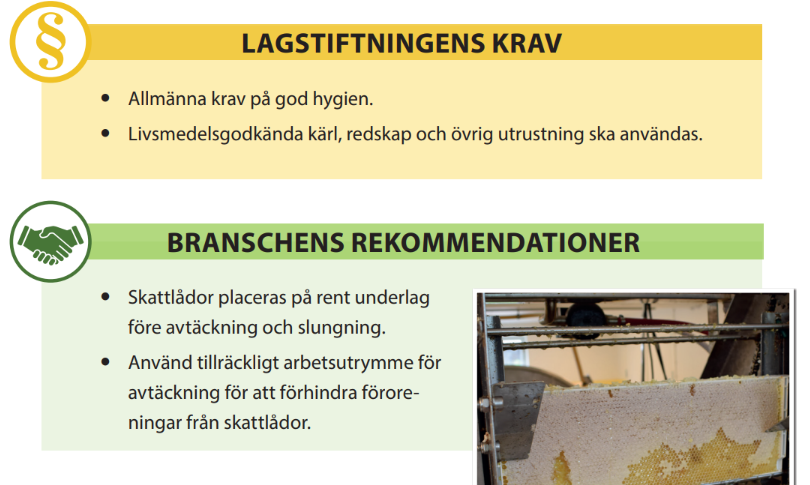 §
LAGSTIFTNINGENS KRAV
• Allmänna krav på god hygien.
• Livsmedelsgodkända kärl, redskap och övrig utrustning ska användas.
BRANSCHENS REKOMMENDATIONER
• Skattlådor placeras på rent underlag
före avtäckning och slungning.
• Använd tillräckligt arbetsutrymme för
avtäckning för att förhindra förore-
ningar från skattlådor.